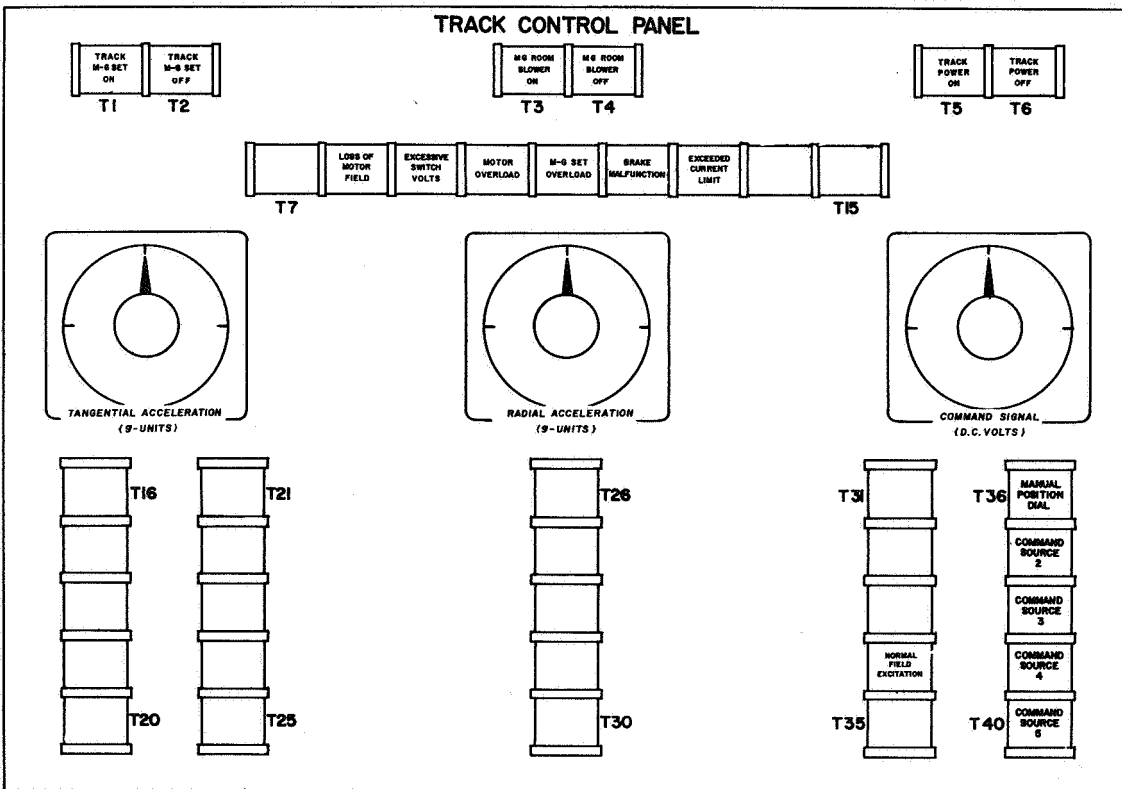 TRACK CONTROL PANEL
TRACK
M-G SET
ON
TRACK
M-G SET
OFF
T1
T2
MG ROOM
BLOWER
ON
MG ROOM
BLOWER
OFF
T3
T4
TRACK
POWER
ON
TRACK
POWER
OFF
T5
T6
LOSS OF
MOTOR
FIELD
EXCESSIVE
SWITCH
VOLTS
MOTOR
OVERLOAD
M-G SET
OVERLOAD
BRAKE
MALFUNCTION
EXCEEDED
CURRENT
LIMIT
T7
T15
TANGENTIAL ACCELERATION
(g-UNITS)
RADIAL ACCELERATION
(g-UNITS)
COMMAND SIGNAL
(D.C. VOLTS)
T16
T20
T21
T25
T26
T30
T31
NORMAL
FIELD
EXCITATION
T35
T36
MANUAL
POSITION
DIAL
COMMAND
SOURCE
2
COMMAND
SOURCE
3
COMMAND
SOURCE
4
T40
COMMAND
SOURCE
5